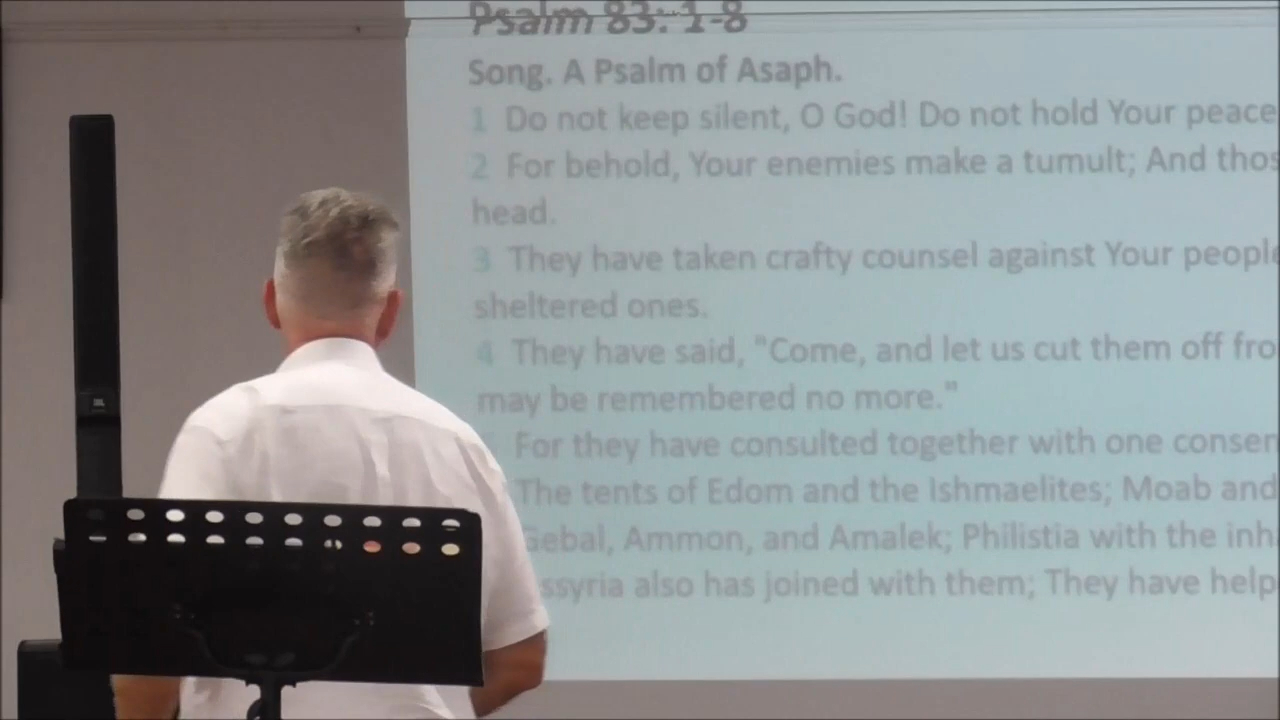 Psalm 83: 1-8
Song. A Psalm of Asaph.
1 Do not keep silent, O God! Do not hold Your peace
2 For behold, Your enemies make a tumult; And thos
head.
3 They have taken crafty counsel against Your people
sheltered ones.
4 They have said, "Come, and let us cut them off fro
may be remembered no more."
For they have consulted together with one consen
The tents of Edom and the Ishmaelites; Moab and
Gebal, Ammon, and Amalek; Philistia with the inh
ssyria also has joined with them; They have help
JBL